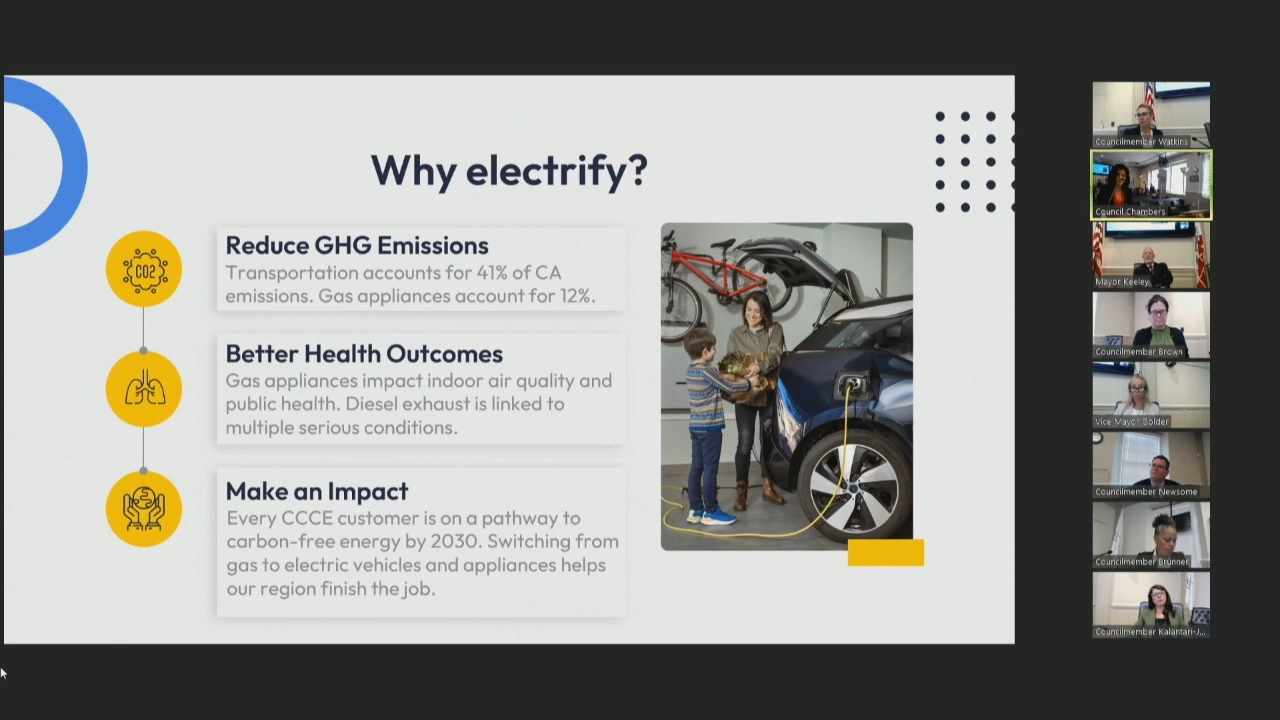 Why electrify?
CO2
Reduce GHG Emissions
Transportation accounts for 41% of CA
emissions. Gas appliances account for 12%.
Better Health Outcomes
Gas appliances impact indoor air quality and
public health. Diesel exhaust is linked to
multiple serious conditions.
Make an Impact
Every CCCE customer is on a pathway to
carbon-free energy by 2030. Switching from
gas to electric vehicles and appliances helps
our region finish the job.
Councilmember Watkins
Council Chambers
Mayor Keeley
Councilmember Brown
Vice Mayor Golder
Councilmember Newsome
Councilmember Brunner
Councilmember Kalantari-J...